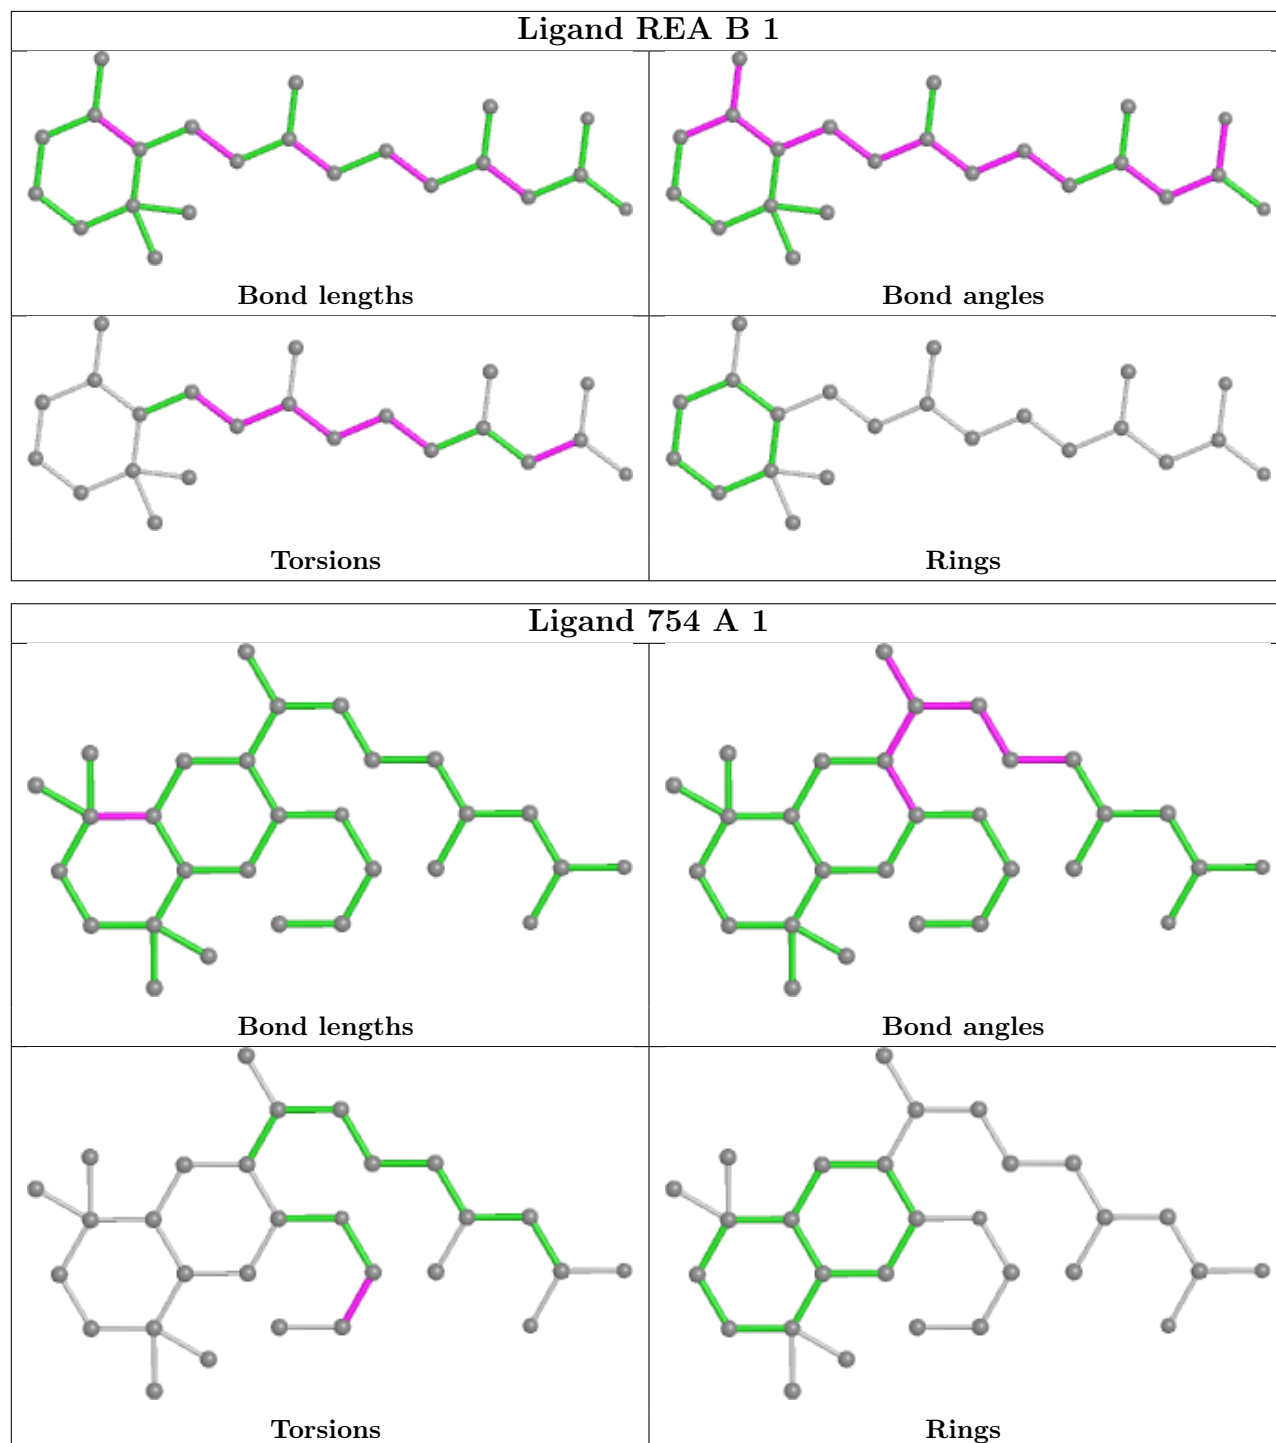 Ligand REA B 1
Bond lengths
Bond angles
Torsions
Rings
Ligand 754 A 1
Bond lengths
Bond angles
Torsions
Rings